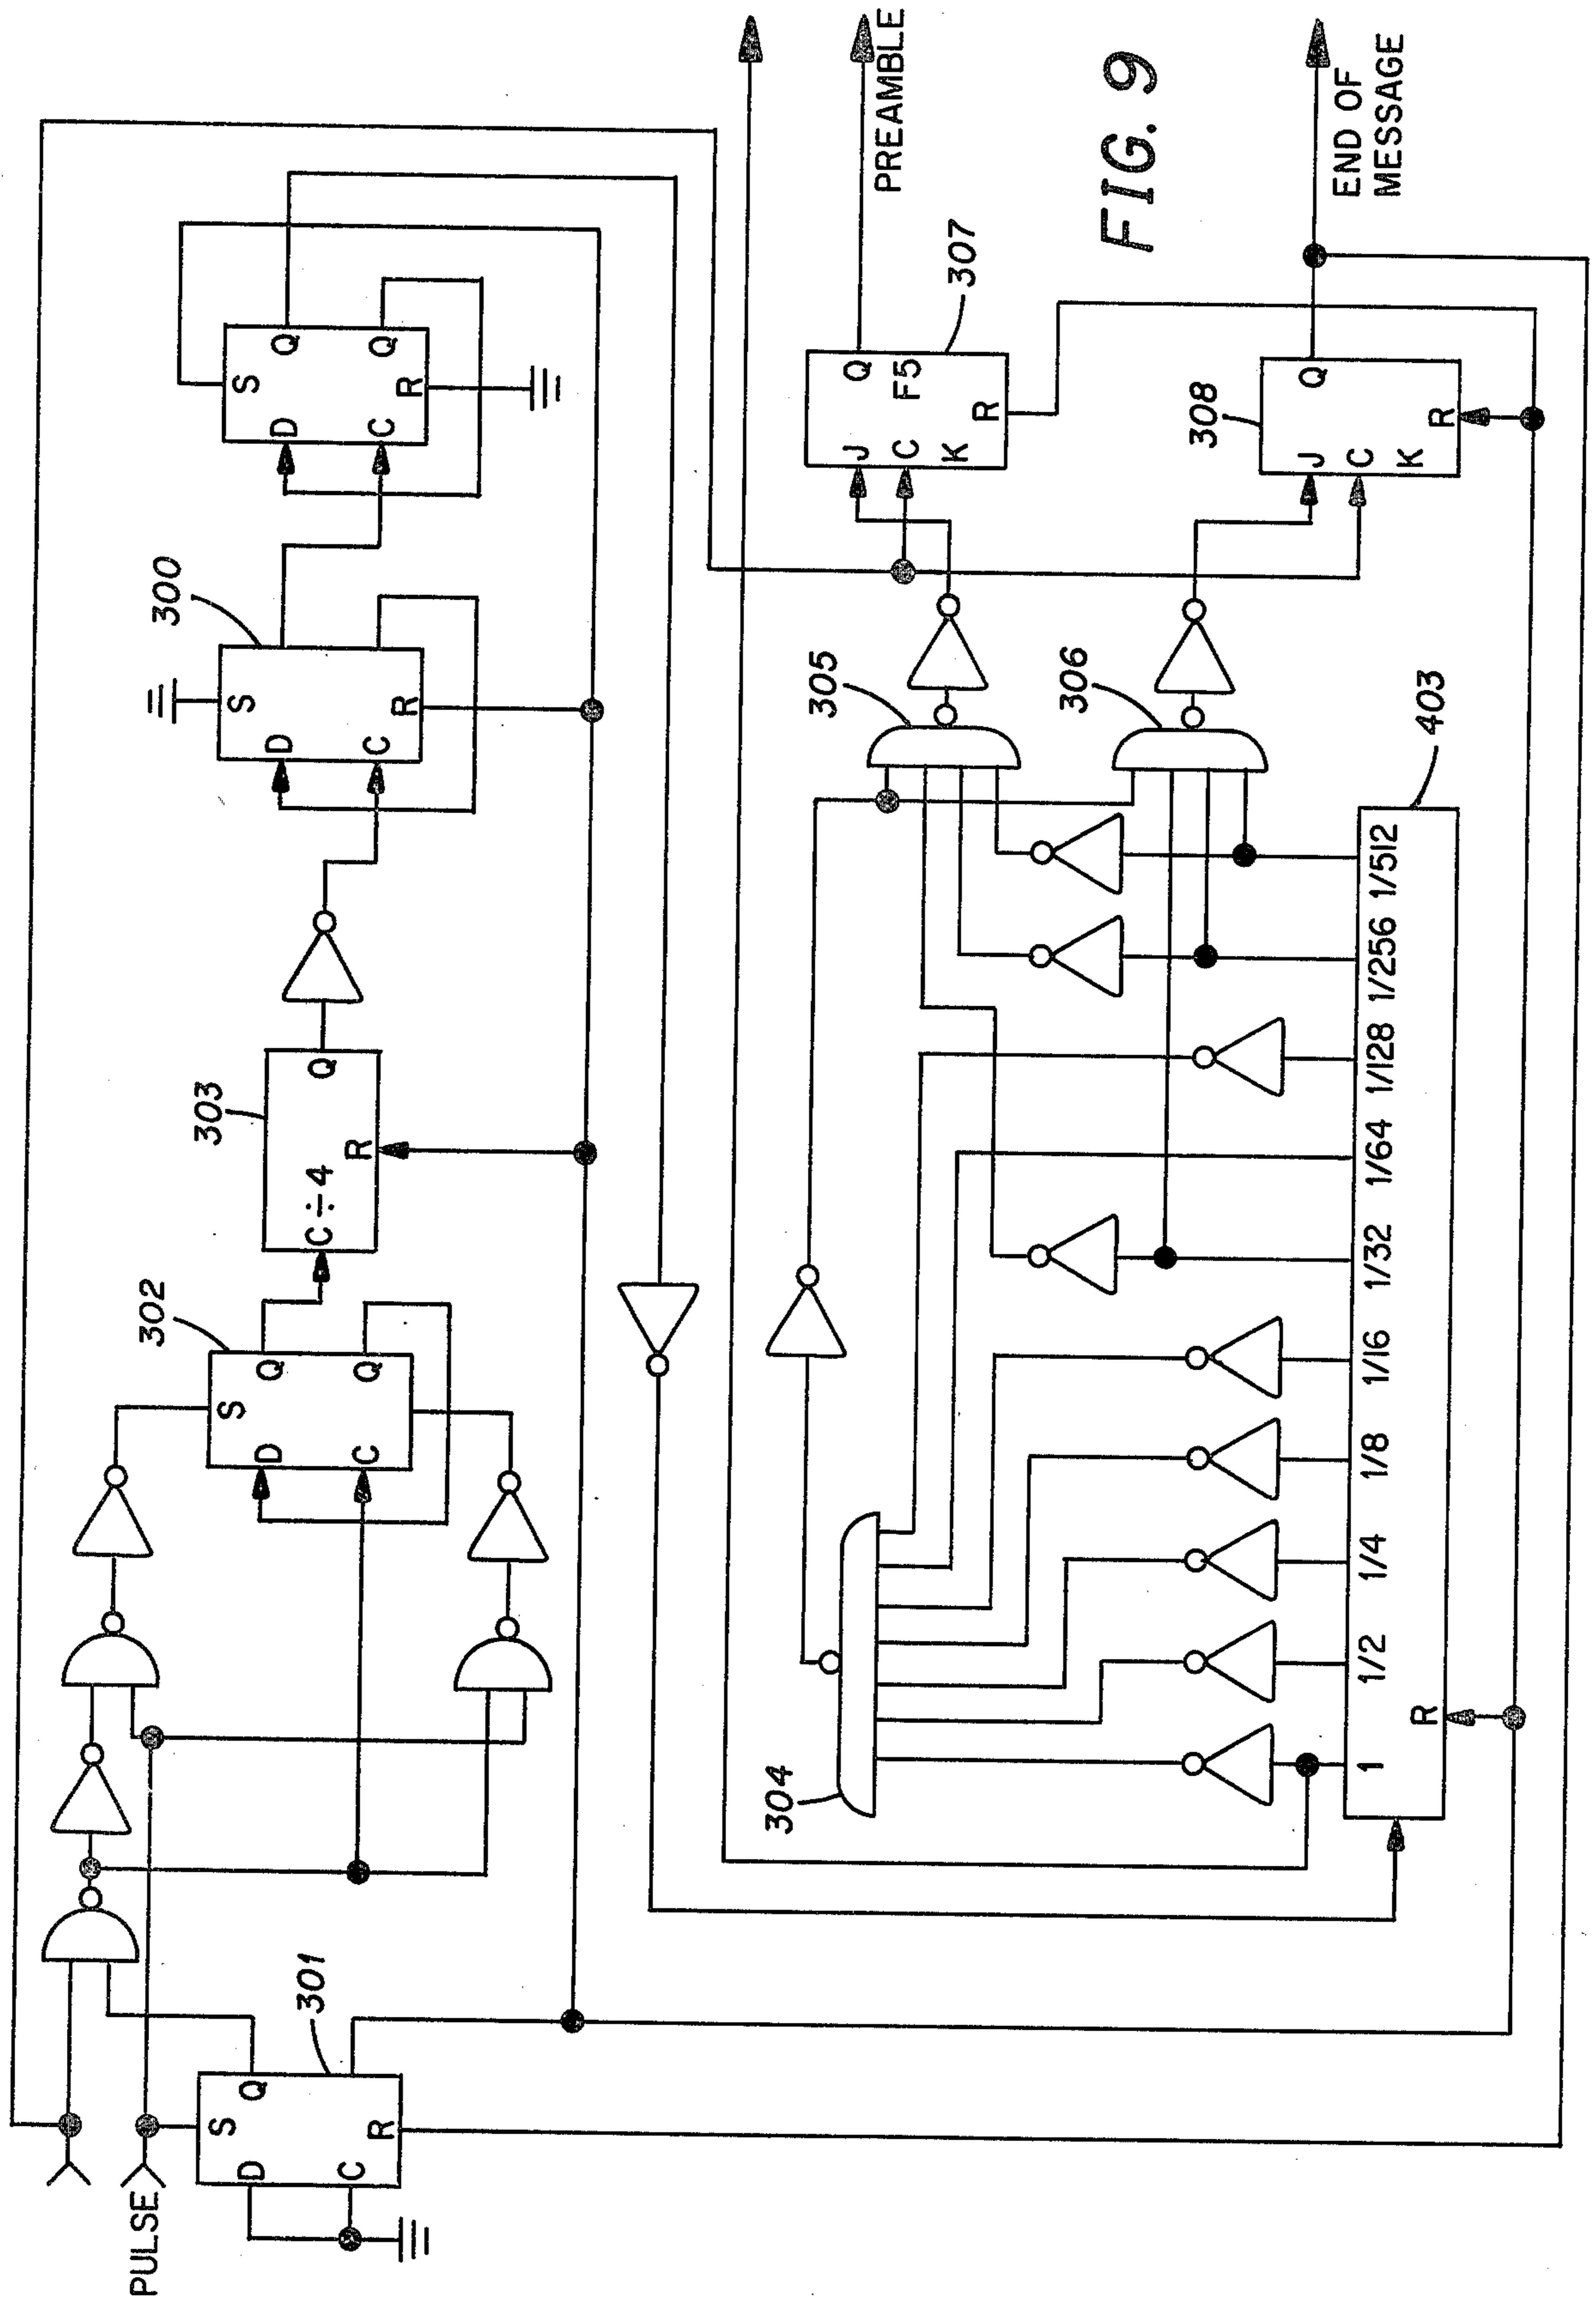 PULSE
S
D
Q
C
R
301
S
D
Q
C
Q
302
303
C÷4
Q
R
300
S
D
C
R
S
D
Q
C
Q
R
304
305
306
307
J
Q
C
F5
K
R
PREAMBLE
308
J
Q
C
K
R
END OF
MESSAGE
1
1/2
1/4
1/8
1/16
1/32
1/64
1/128
1/256
1/512
R
403
FIG. 9